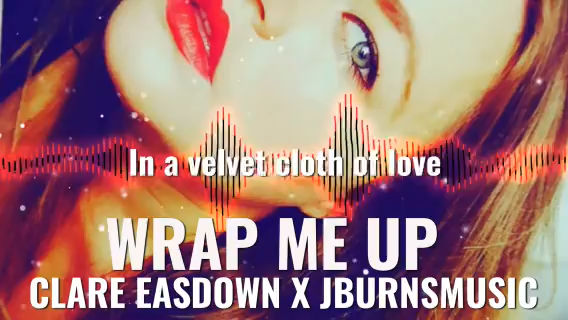 In a velvet cloth of love
WRAP ME UP
CLARE EASDOWN X JBURNSMUSIC